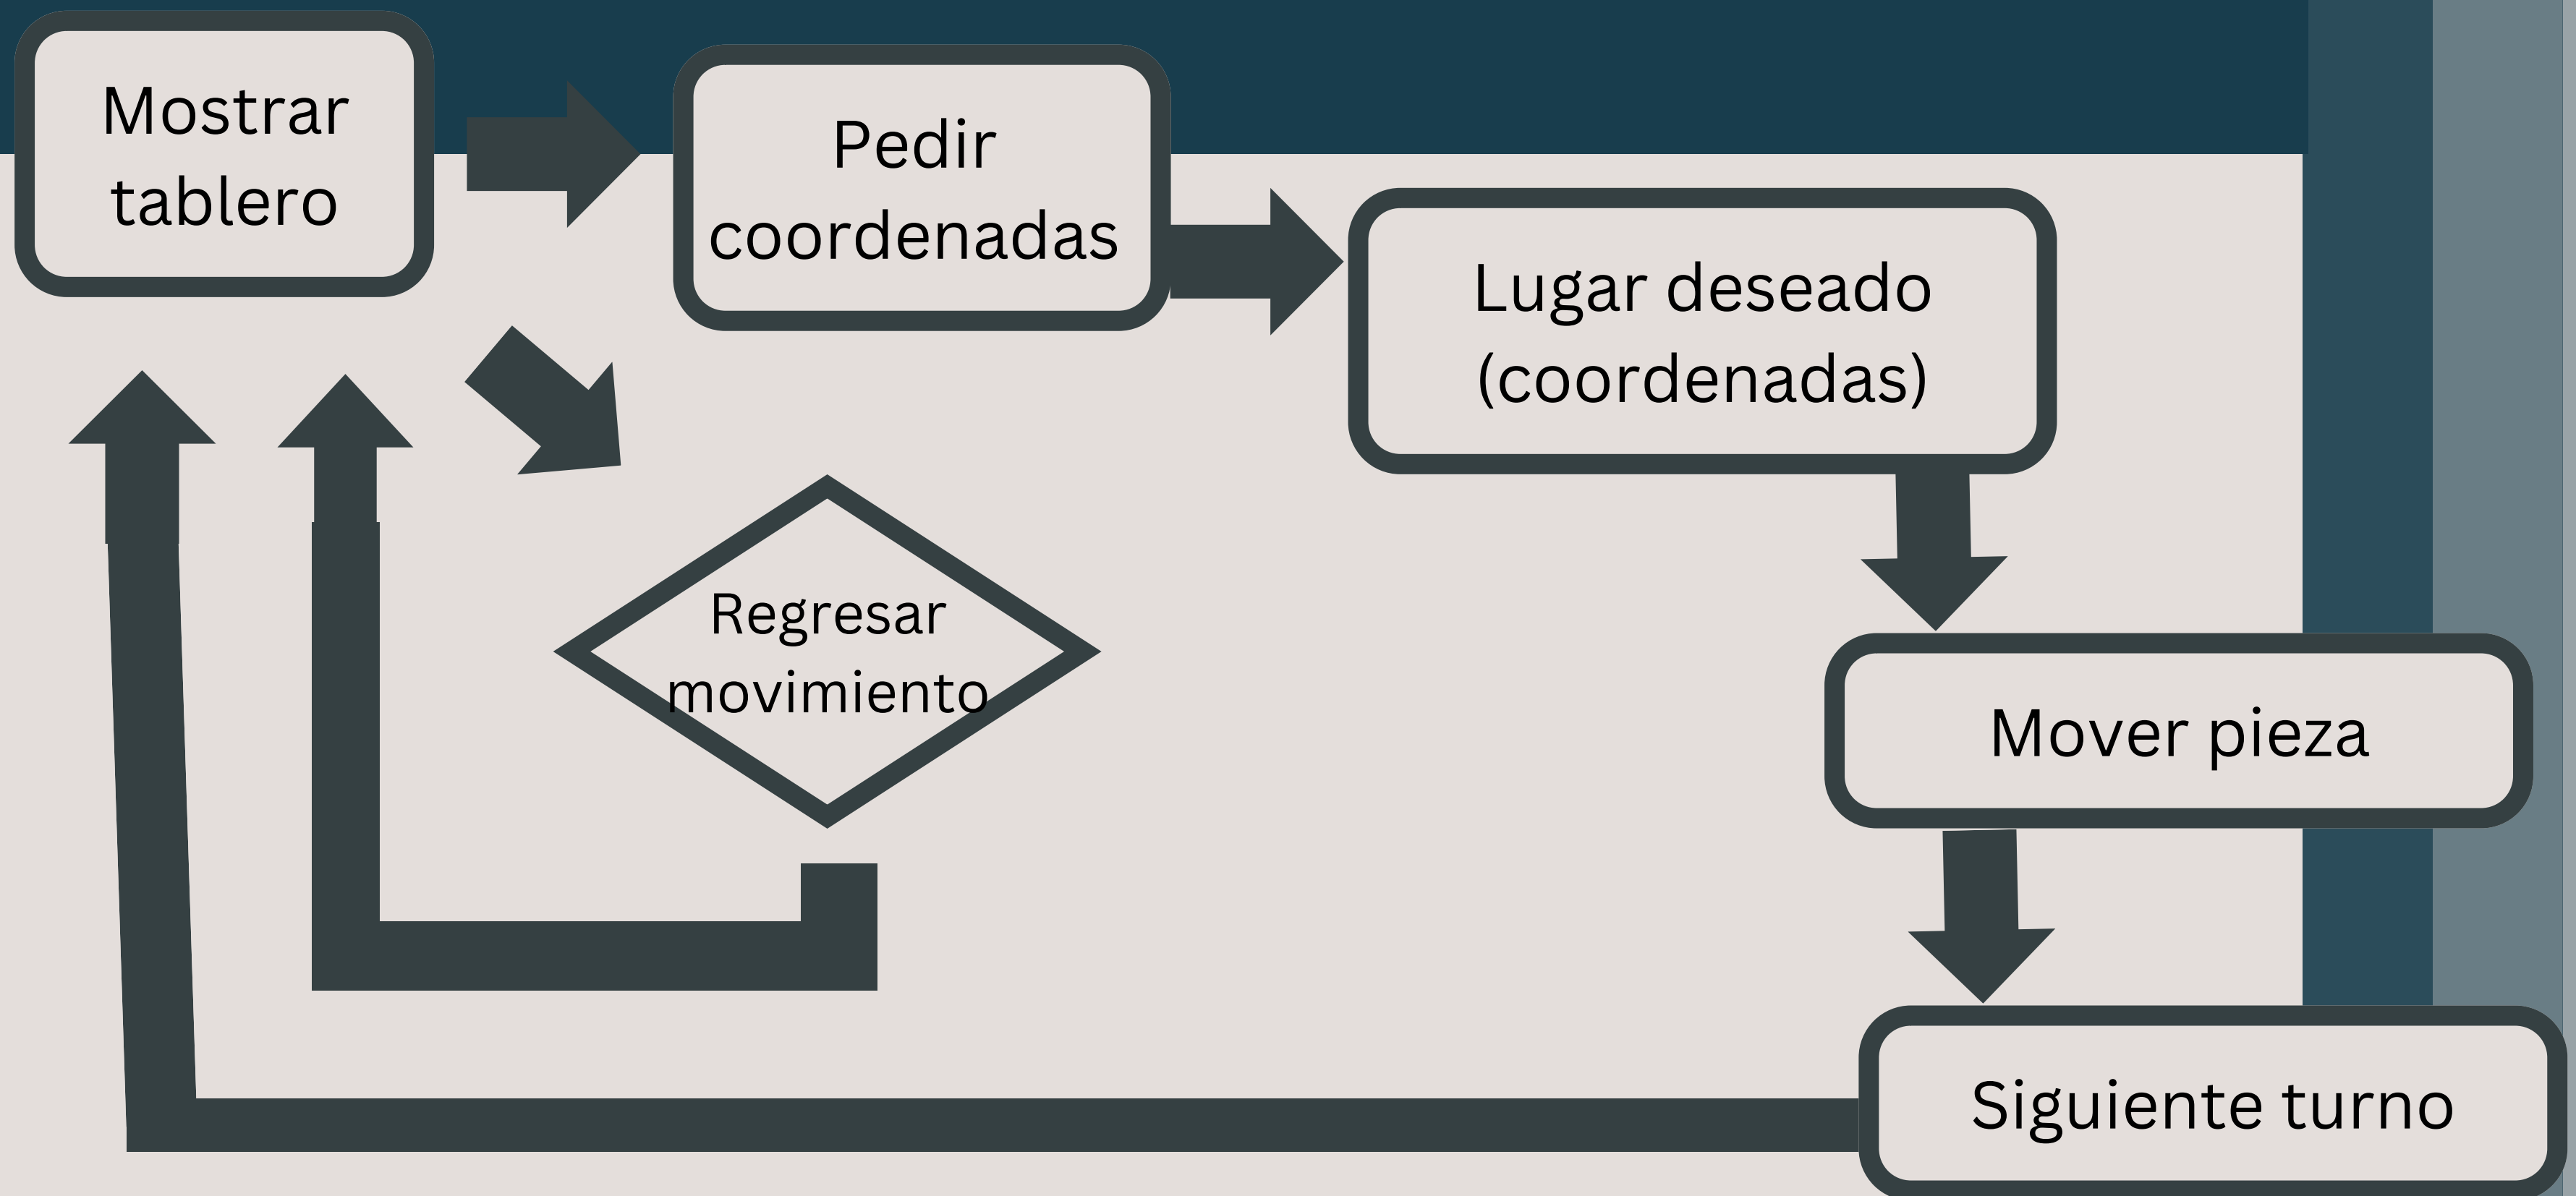 Mostrar
tablero
Pedir
coordenadas
Lugar deseado
(coordenadas)
Regresar
movimiento
Mover pieza
Siguiente turno